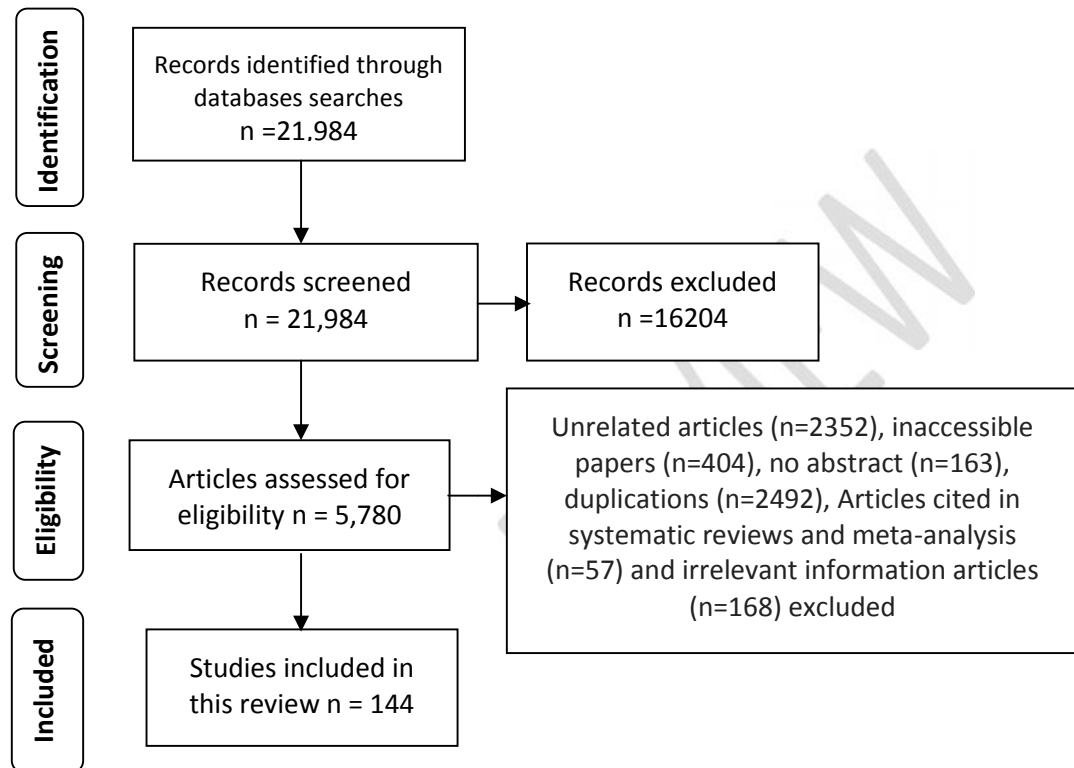 Identification
Records identified through
databases searches
n =21,984
Screening
Records screened
n = 21,984
Records excluded
n =16204
Eligibility
Articles assessed for
eligibility n = 5,780
Unrelated articles (n=2352), inaccessible
papers (n=404), no abstract (n=163),
duplications (n=2492), Articles cited in
systematic reviews and meta-analysis
(n=57) and irrelevant information articles
(n=168) excluded
Included
Studies included in
this review n = 144